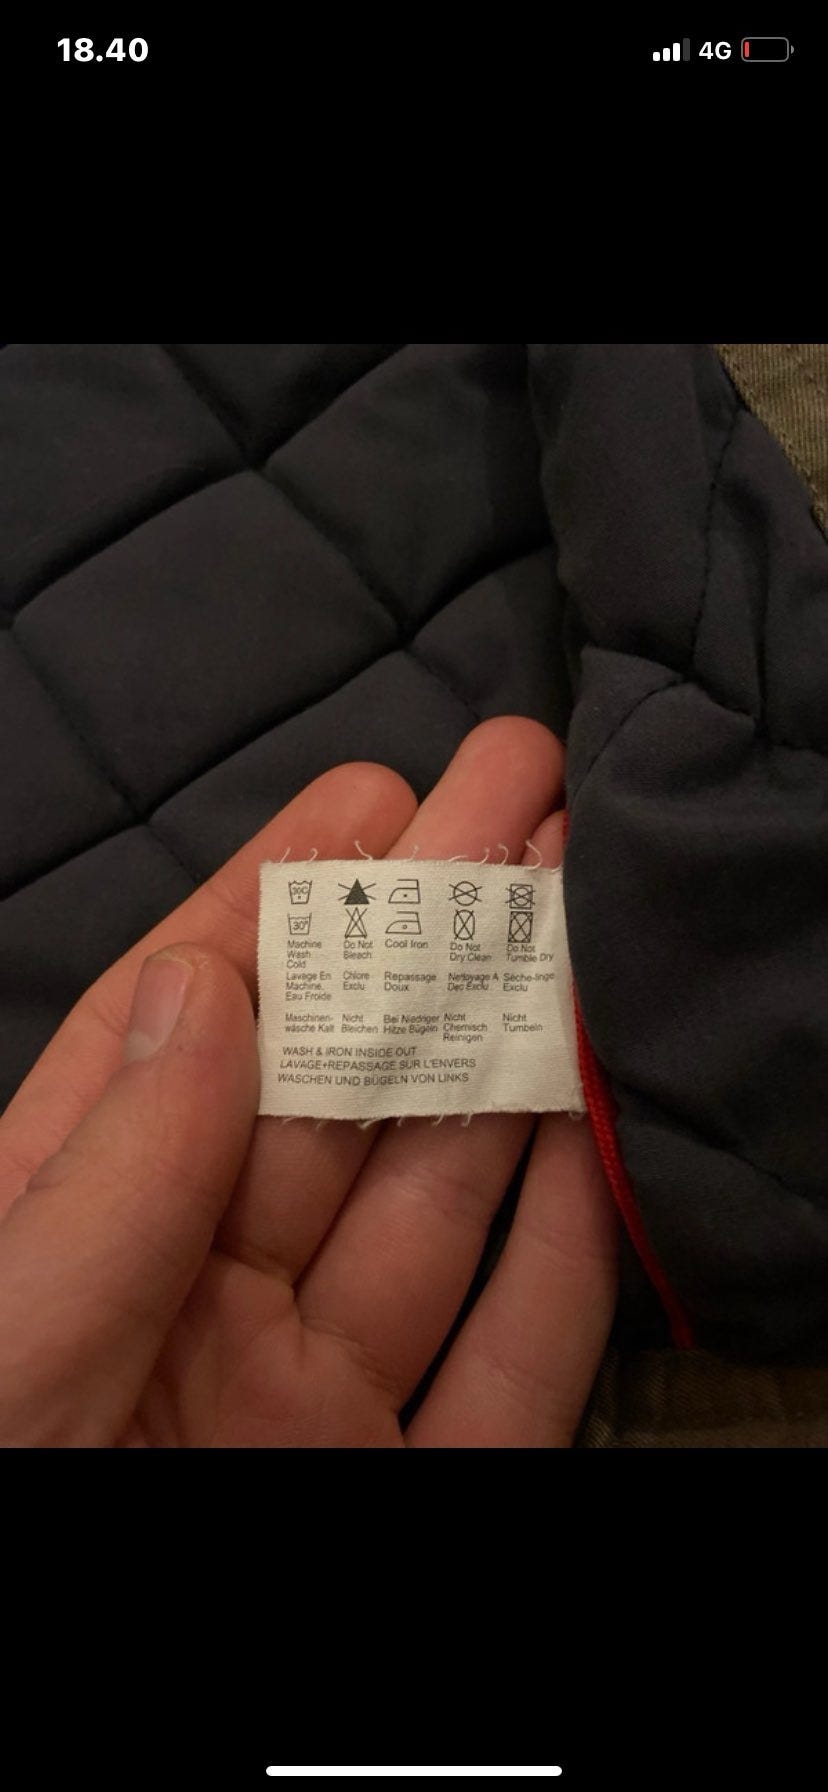 18.40 4G
30C
30°
Machine Wash Cold Do Not Bleach Cool Iron Do Not Dry Clean Do Not Tumble Dry
Lavage En Machine. Eau Froide Chlore Exclu Repassage Doux Nettoyage A Dec Exclu Sèche-linge Exclu
Maschinen-wäsche Kalt Nicht Bleichen Bei Niedriger Hitze Bügeln Nicht Chemisch Reinigen Nicht Tumbeln
WASH & IRON INSIDE OUT
LAVAGE+REPASSAGE SUR L'ENVERS
WASCHEN UND BÜGELN VON LINKS